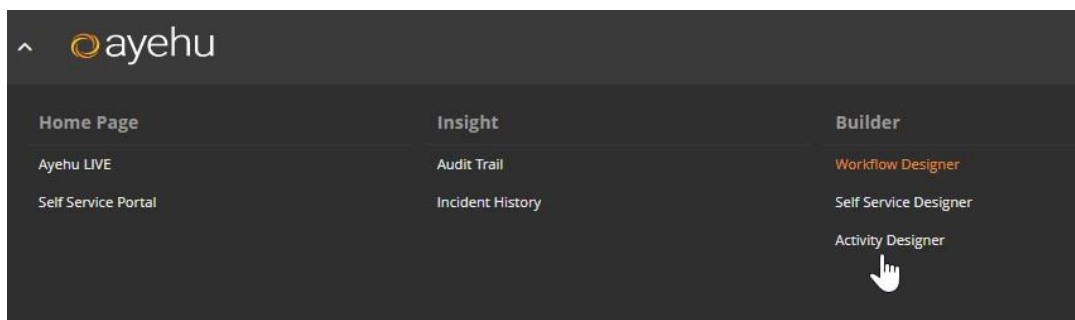 ayehu
Home Page
Ayehu LIVE
Self Service Portal
Insight
Audit Trail
Incident History
Builder
Workflow Designer
Self Service Designer
Activity Designer